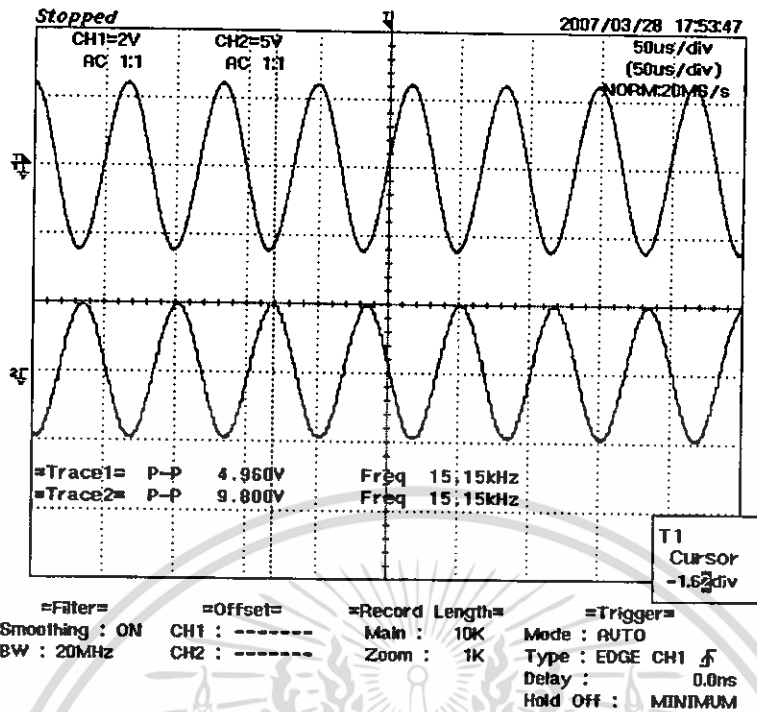 Stopped
2007/03/28 17:53:47
CH1=2V
AC 1:1
CH2=5V
AC 1:1
50us/div
(50us/div)
NORM:20MS/s
=Trace1= P-P 4.960V Freq 15.15kHz
=Trace2= P-P 9.800V Freq 15.15kHz
T1
Cursor
-1.62div
=Filter=
Smoothing : ON
BW : 20MHz
=Offset=
CH1 : -------
CH2 : -------
=Record Length=
Main : 10K
Zoom : 1K
=Trigger=
Mode : AUTO
Type : EDGE CH1
Delay : 0.0ns
Hold Off : MINIMUM